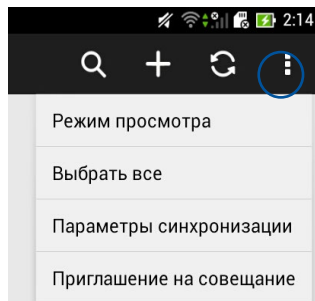 2:14
Режим просмотра
Выбрать все
Параметры синхронизации
Приглашение на совещание